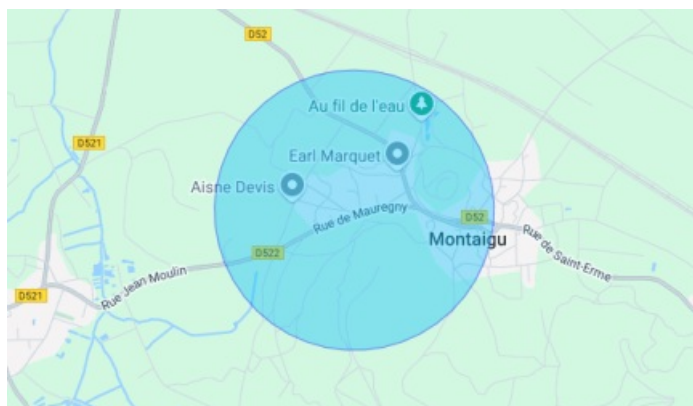 D52
Au fil de l'eau
D521
Earl Marquet
Aisne Devis
Rue de Mauregny
D52
Montaigu
Rue de Saint-Erme
D522
Rue Jean Moulin
D521